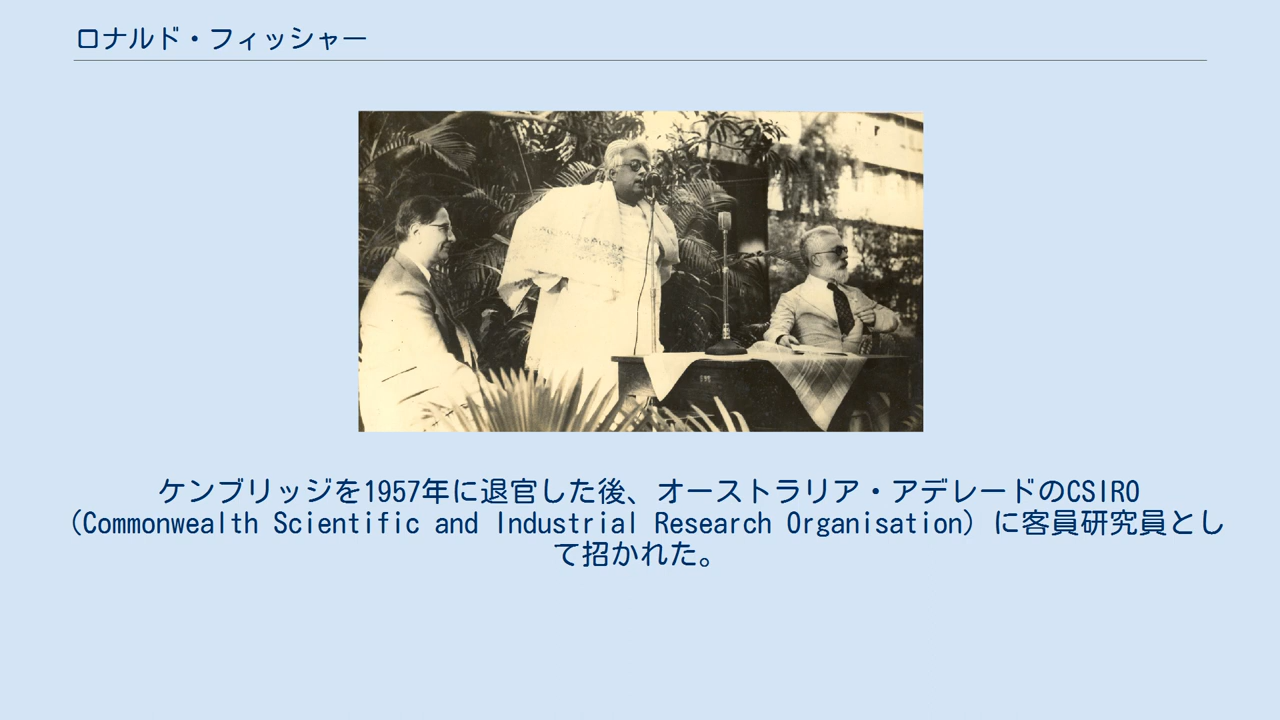 ロナルド・フィッシャー
ケンブリッジを1957年に退官した後、オーストラリア・アデレードのCSIRO
(Commonwealth Scientific and Industrial Research Organisation) に客員研究員とし
て招かれた。